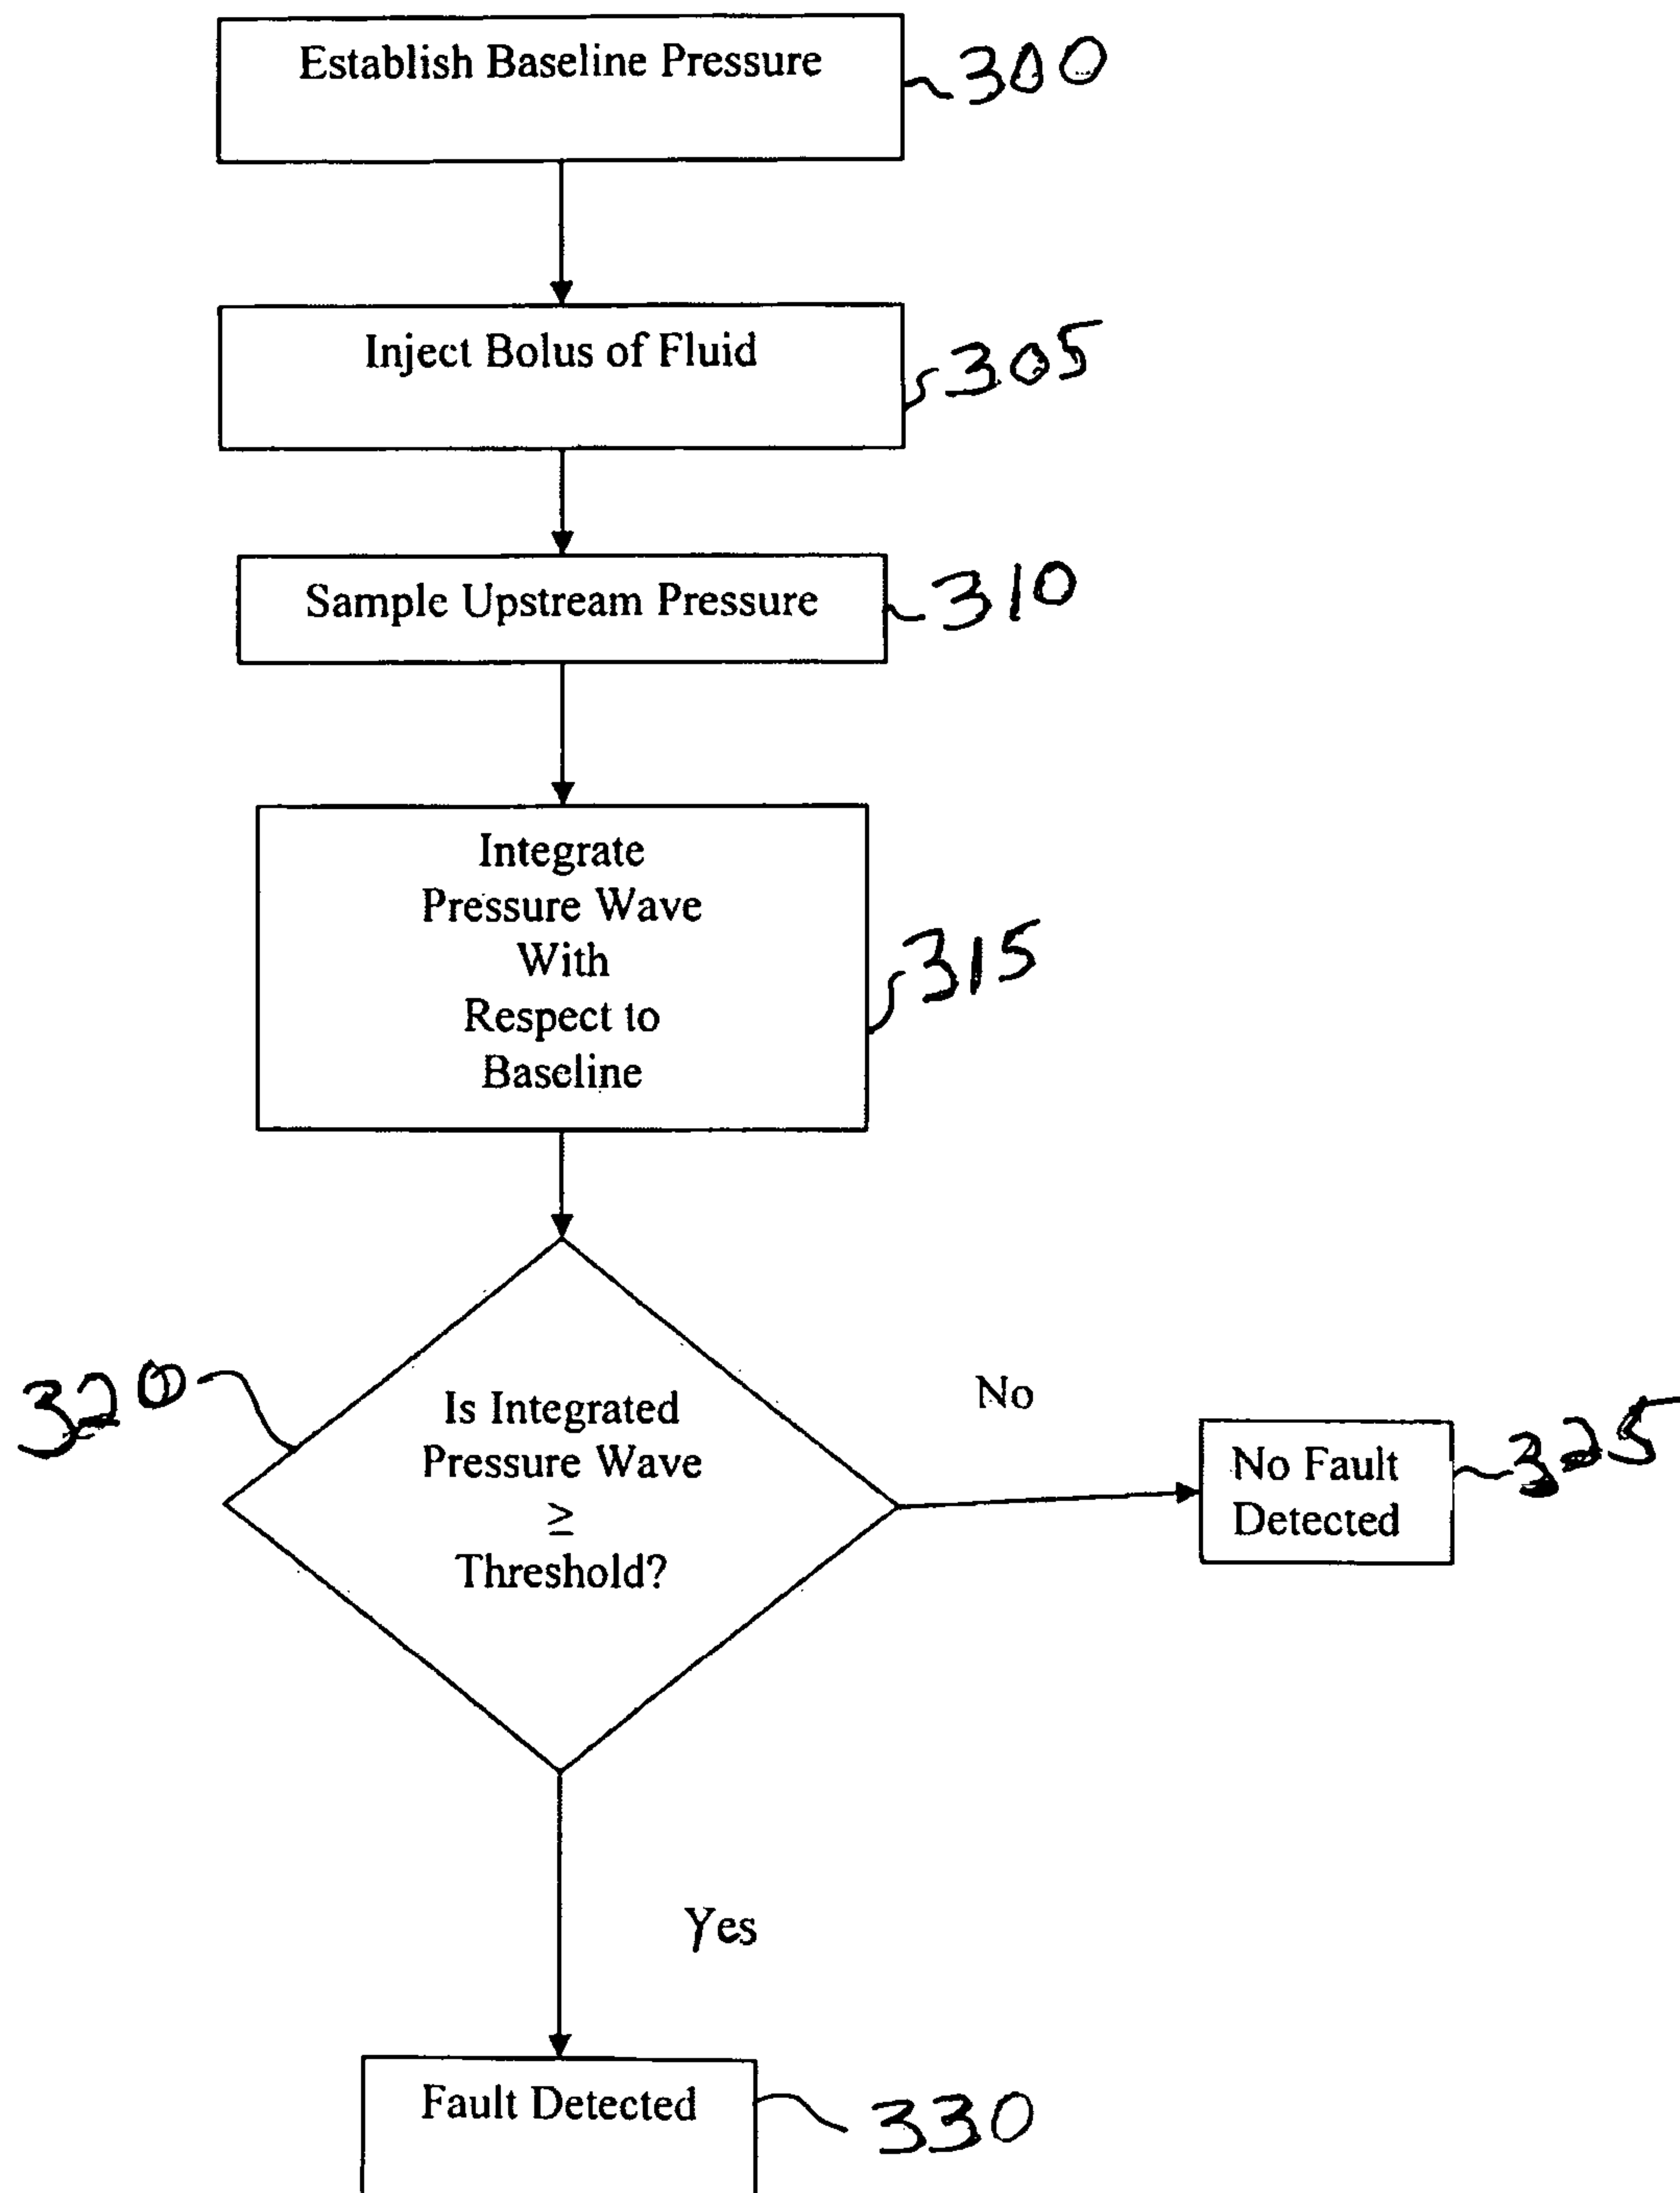 Establish Baseline Pressure
300
Inject Bolus of Fluid
305
Sample Upstream Pressure
310
Integrate
Pressure Wave
With
Respect to
Baseline
315
320
Is Integrated
Pressure Wave
≥
Threshold?
No
No Fault
Detected
325
Yes
Fault Detected
330